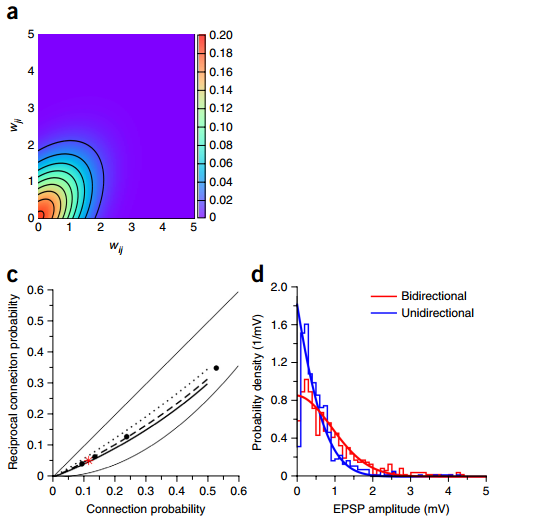 a
5
4
3
2
1
0
w_ji
0 1 2 3 4 5
w_ij
0.20
0.18
0.16
0.14
0.12
0.10
0.08
0.06
0.04
0.02
0
c
0.6
0.5
0.4
0.3
0.2
0.1
0
Reciprocal conneciton probability
0 0.1 0.2 0.3 0.4 0.5 0.6
Connection probability
d
2.0
1.6
1.2
0.8
0.4
0
Probability density (1/mV)
Bidirectional
Unidirectional
0 1 2 3 4 5
EPSP amplitude (mV)